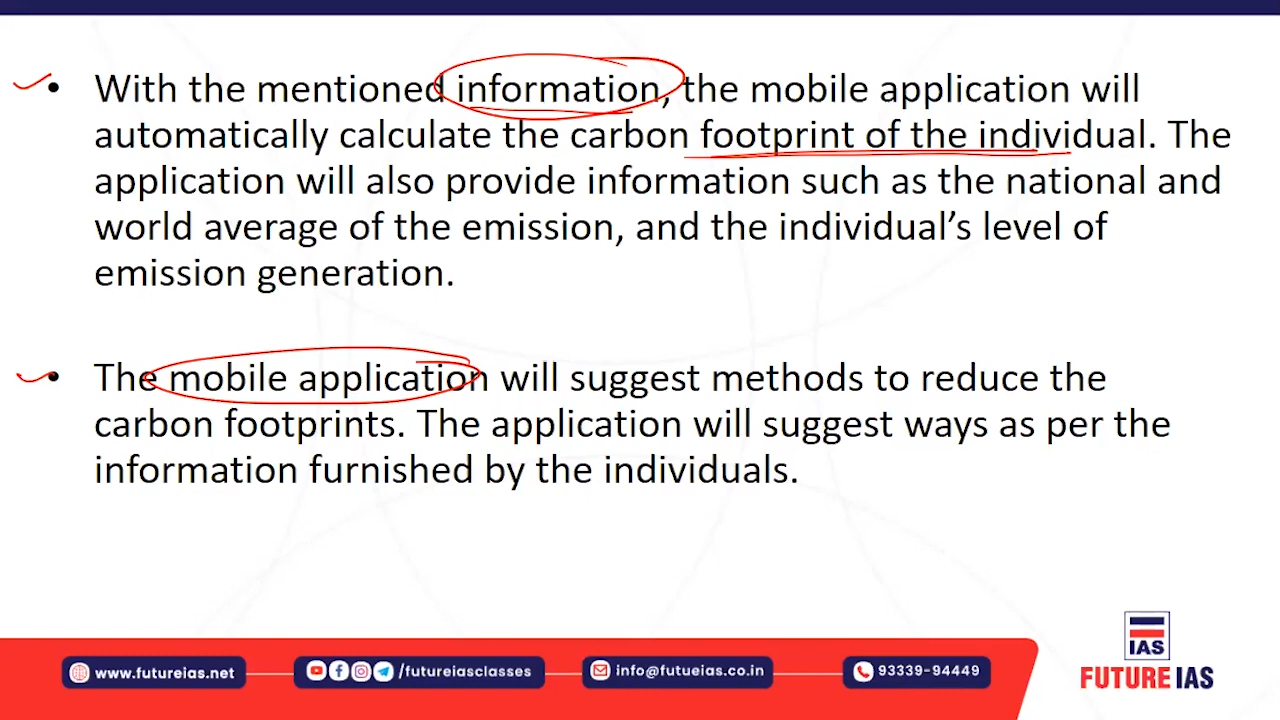 • With the mentioned information, the mobile application will
automatically calculate the carbon footprint of the individual. The
application will also provide information such as the national and
world average of the emission, and the individual’s level of
emission generation.
• The mobile application will suggest methods to reduce the
carbon footprints. The application will suggest ways as per the
information furnished by the individuals.
IAS
www.futureias.net
/futureiasclasses
info@futueias.co.in
93339-94449
FUTURE IAS